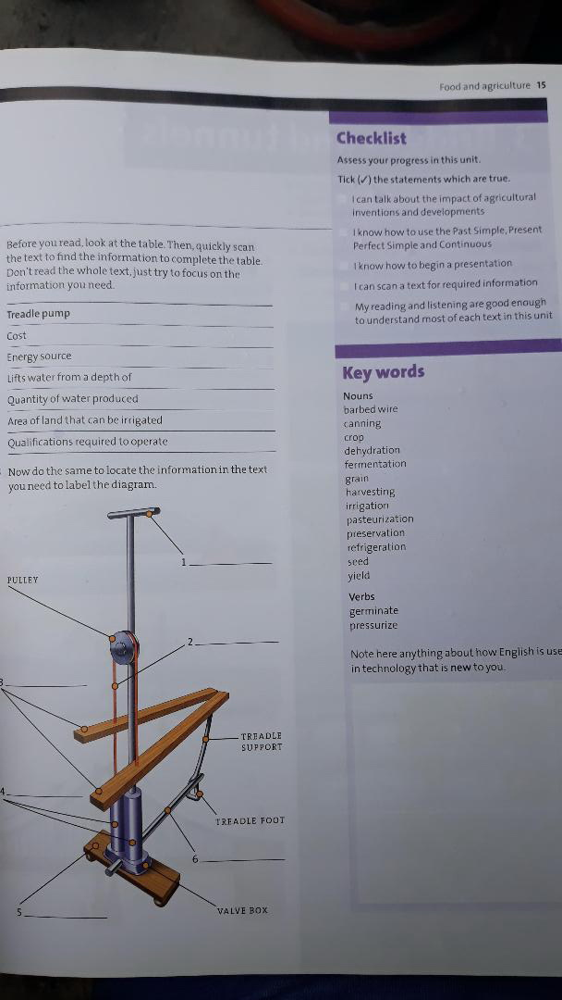 Food and agriculture 15
Before you read, look at the table. Then, quickly scan
the text to find the information to complete the table.
Don't read the whole text, just try to focus on the
information you need.
Treadle pump
Cost
Energy source
Lifts water from a depth of
Quantity of water produced
Area of land that can be irrigated
Qualifications required to operate
Now do the same to locate the information in the text
you need to label the diagram.
1
PULLEY
2
3
TREADLE
SUPPORT
4
TREADLE FOOT
6
5
VALVE BOX
Checklist
Assess your progress in this unit.
Tick (✓) the statements which are true.
I can talk about the impact of agricultural
inventions and developments
I know how to use the Past Simple, Present
Perfect Simple and Continuous
I know how to begin a presentation
I can scan a text for required information
My reading and listening are good enough
to understand most of each text in this unit
Key words
Nouns
barbed wire
canning
crop
dehydration
fermentation
grain
harvesting
irrigation
pasteurization
preservation
refrigeration
seed
yield
Verbs
germinate
pressurize
Note here anything about how English is use
in technology that is new to you.